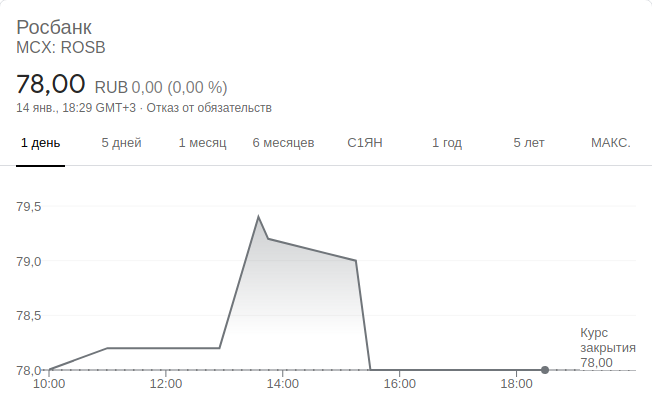 Росбанк
MCX: ROSB
78,00 RUB 0,00 (0,00 %)
14 янв., 18:29 GMT+3 · Отказ от обязательств
1 день 5 дней 1 месяц 6 месяцев С1ЯН 1 год 5 лет МАКС.
79,5
79,0
78,5
Курс
закрытия
78,00
78,0
10:00 12:00 14:00 16:00 18:00